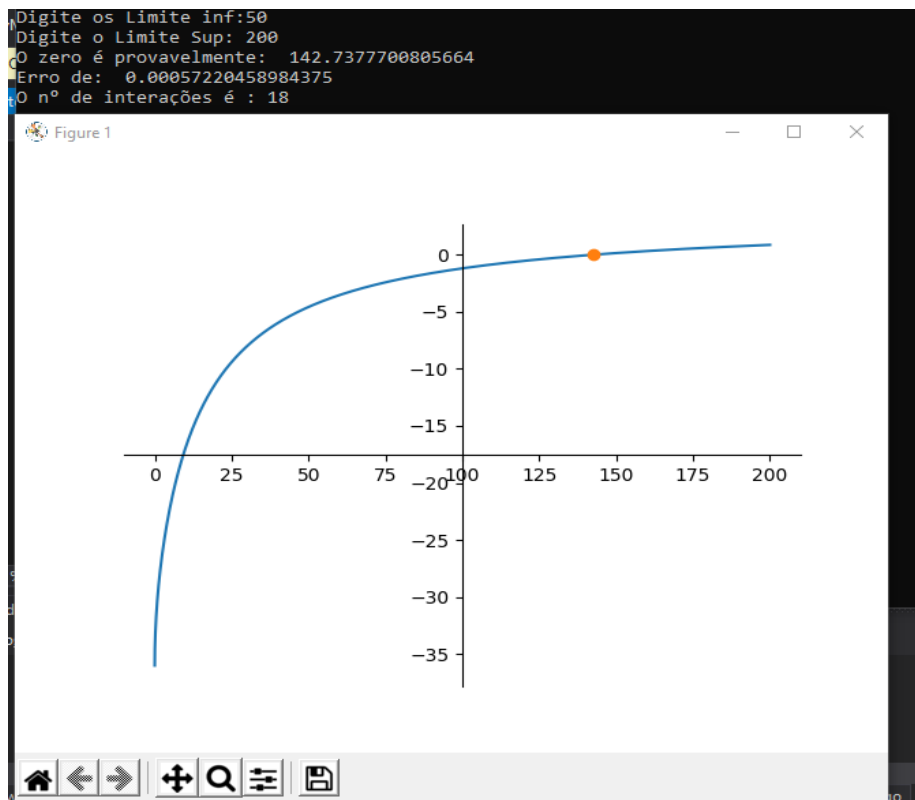 Digite os Limite inf:50
Digite o Limite Sup: 200
O zero é provavelmente:  142.7377700805664
Erro de:  0.00057220458984375
O nº de interações é : 18
Figure 1
0
−5
−10
−15
0 25 50 75 100 125 150 175 200
−20
−25
−30
−35